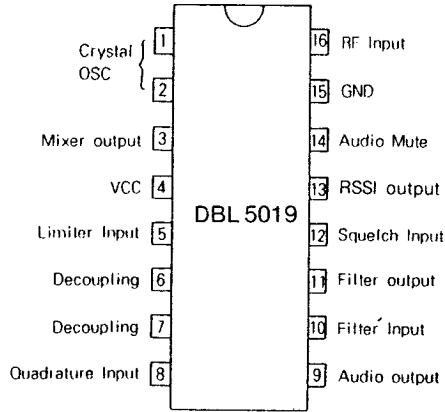 Crystal
OSC
1
2
Mixer output 3
VCC 4
Limiter Input 5
Decoupling 6
Decoupling 7
Quadrature Input 8
DBL 5019
16 RF Input
15 GND
14 Audio Mute
13 RSSI output
12 Squelch Input
11 Filter output
10 Filter Input
9 Audio output